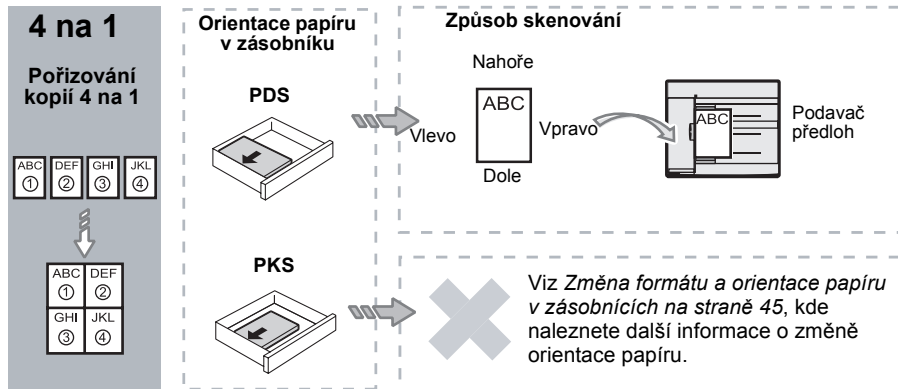 4 na 1
Pořizování
kopií 4 na 1
ABC DEF GHI JKL
① ② ③ ④
ABC DEF
① ②
GHI JKL
③ ④
Orientace papíru
v zásobníku
PDS
PKS
Způsob skenování
Nahoře
ABC
Vlevo
Vpravo
Dole
ABC
Podavač
předloh
Viz Změna formátu a orientace papíru
v zásobnících na straně 45, kde
naleznete další informace o změně
orientace papíru.